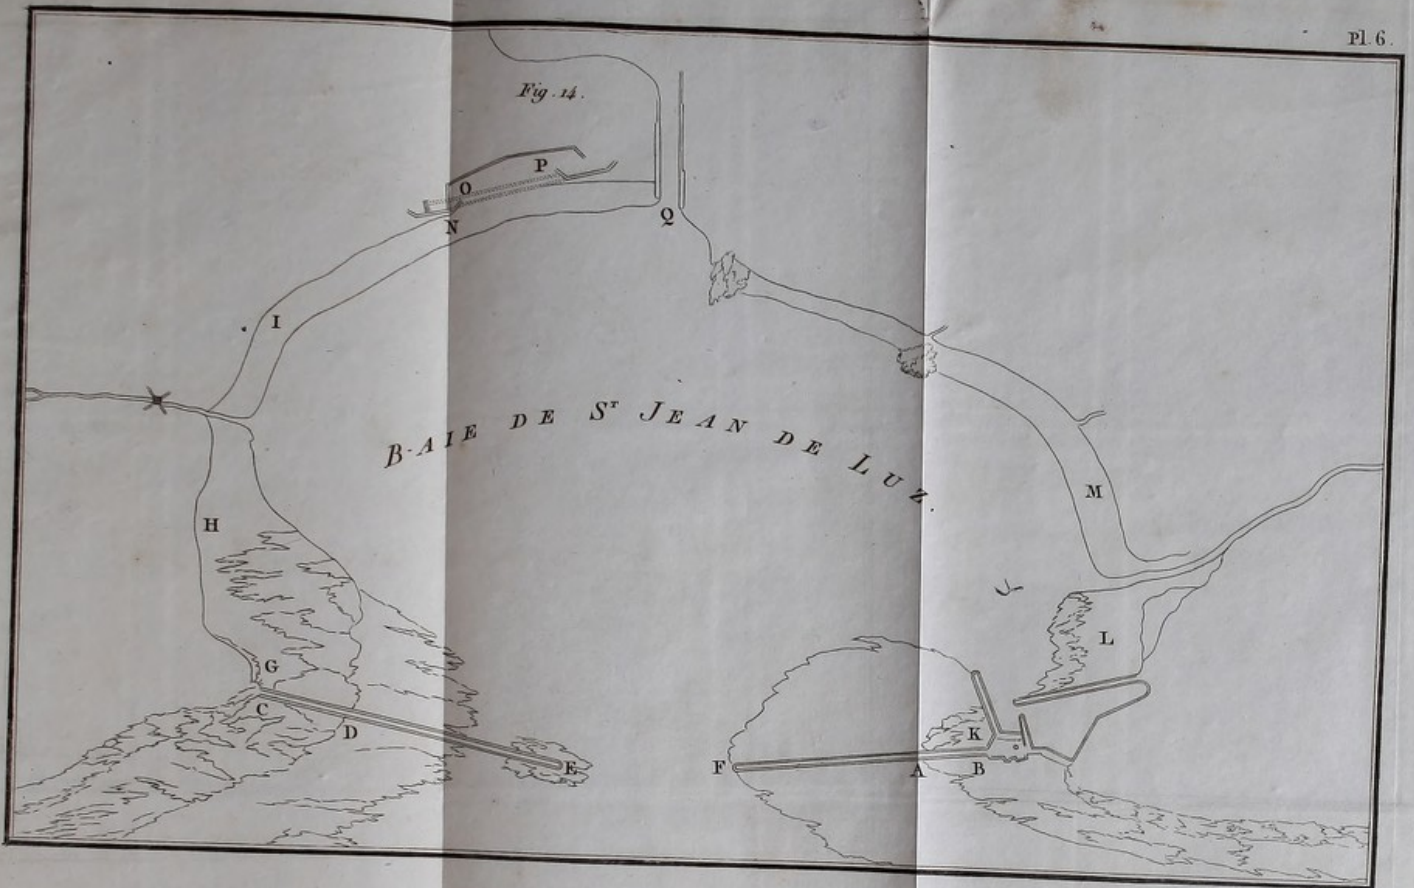 Pl. 6.
Fig. 14.
P
O
N
Q
I
BAIE DE Sᵀ JEAN DE LUZ.
M
H
L
G
C
D
K
E
F
A
B